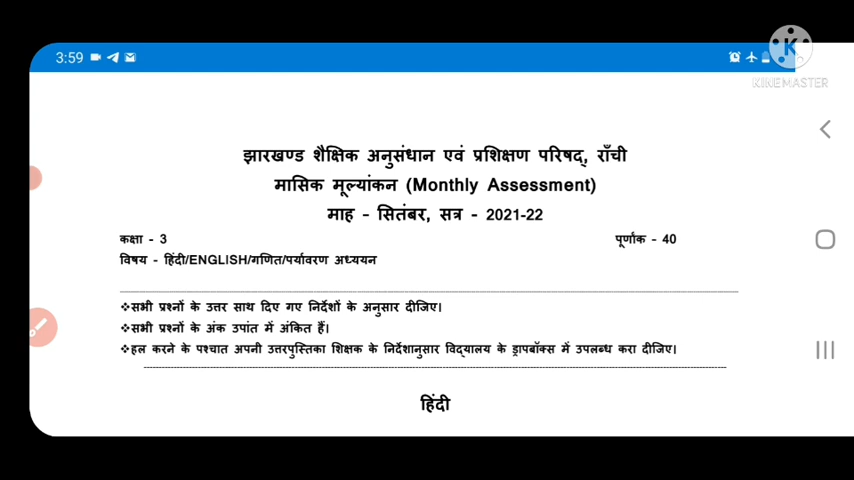 3:59
K
KINEMASTER
झारखण्ड शैक्षिक अनुसंधान एवं प्रशिक्षण परिषद्, राँची
मासिक मूल्यांकन (Monthly Assessment)
माह - सितंबर, सत्र - 2021-22
कक्षा - 3 पूर्णांक - 40
विषय - हिंदी/ENGLISH/गणित/पर्यावरण अध्ययन
❖सभी प्रश्नों के उत्तर साथ दिए गए निर्देशों के अनुसार दीजिए।
❖सभी प्रश्नों के अंक उपांत में अंकित हैं।
❖हल करने के पश्चात अपनी उत्तरपुस्तिका शिक्षक के निर्देशानुसार विद्यालय के ड्रापबॉक्स में उपलब्ध करा दीजिए।
हिंदी